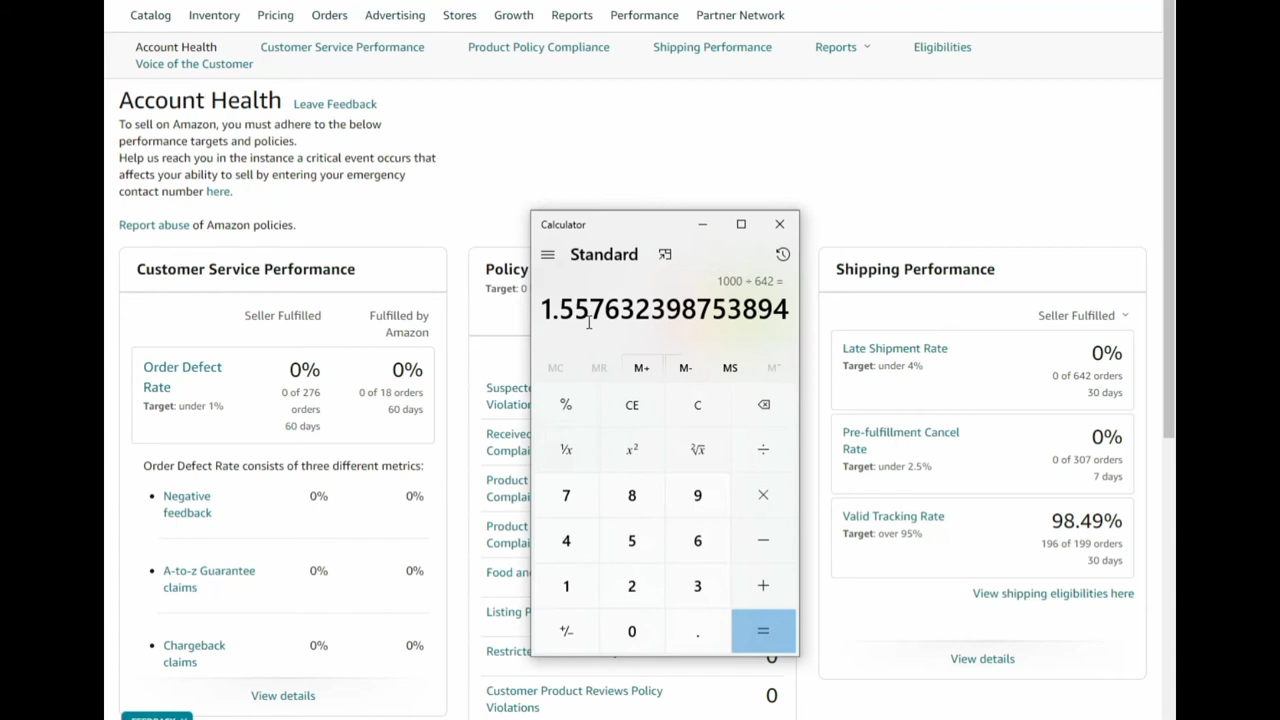 Catalog Inventory Pricing Orders Advertising Stores Growth Reports Performance Partner Network
Account Health Customer Service Performance Product Policy Compliance Shipping Performance Reports Eligibilities
Voice of the Customer
Account Health Leave Feedback
To sell on Amazon, you must adhere to the below
performance targets and policies.
Help us reach you in the instance a critical event occurs that
affects your ability to sell by entering your emergency
contact number here.
Report abuse of Amazon policies.
Customer Service Performance
Seller Fulfilled Fulfilled by
Amazon
Order Defect
Rate
Target: under 1%
0%
0 of 276
orders
60 days
0%
0 of 18 orders
60 days
Order Defect Rate consists of three different metrics:
• Negative
feedback
0% 0%
• A-to-z Guarantee
claims
0% 0%
• Chargeback
claims
0% 0%
View details
Policy
Target: 0
Received
Product
Product
Food
Listing
0
Customer Product Reviews Policy
Violations
0
Calculator
Standard
1000 ÷ 642 =
1.557632398753894
MC MR M+ M- MS
% CE C
¹/x x² ²√x ÷
7 8 9 ×
4 5 6 −
1 2 3 +
+/- 0 . =
Shipping Performance
Seller Fulfilled
Late Shipment Rate
Target: under 4%
0%
0 of 642 orders
30 days
Pre-fulfillment Cancel
Rate
Target: under 2.5%
0%
0 of 307 orders
7 days
Valid Tracking Rate
Target: over 95%
98.49%
196 of 199 orders
30 days
View shipping eligibilities here
View details